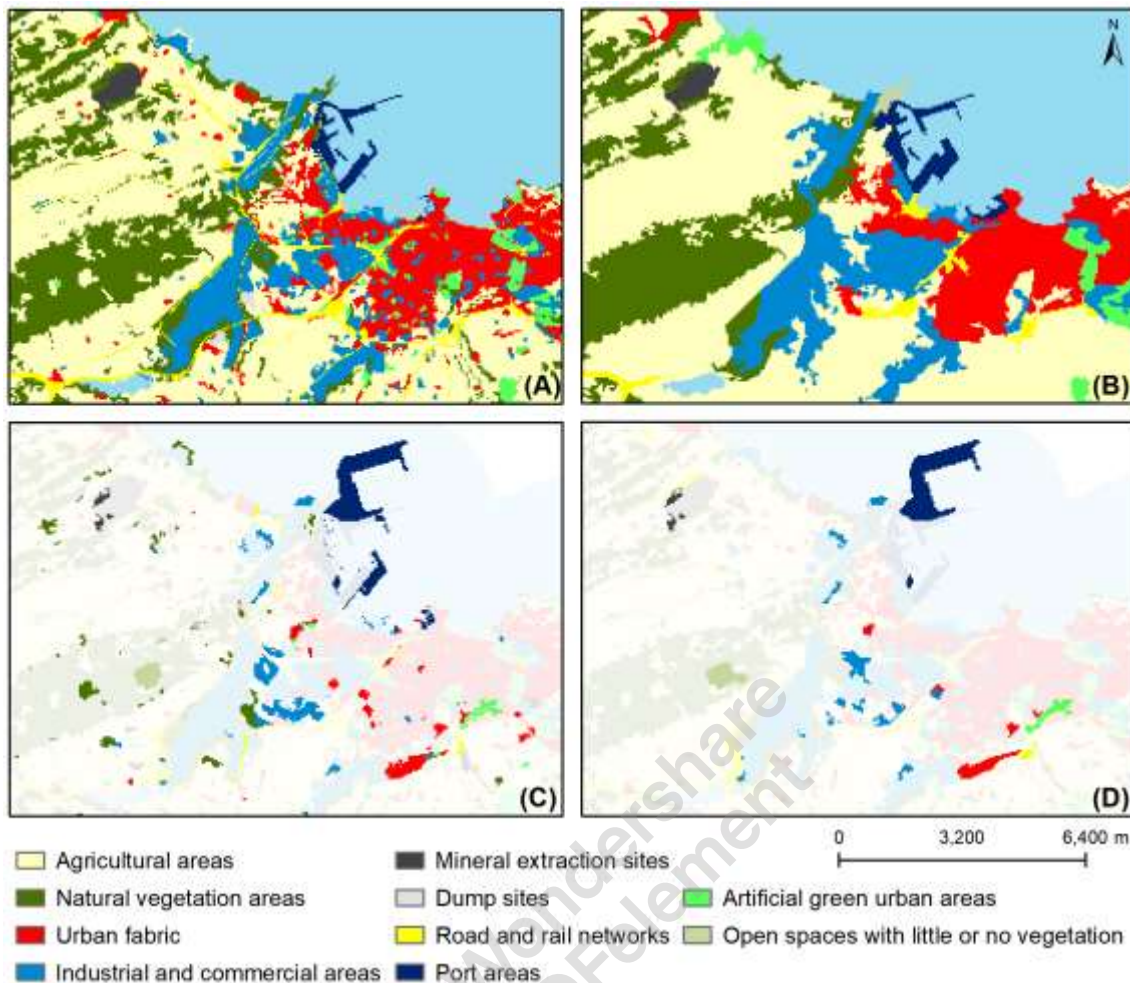 N
(A)
(B)
(C)
(D)
0 3,200 6,400 m
Agricultural areas
Mineral extraction sites
Natural vegetation areas
Dump sites
Artificial green urban areas
Urban fabric
Road and rail networks
Open spaces with little or no vegetation
Industrial and commercial areas
Port areas
Wondershare
PDFelement